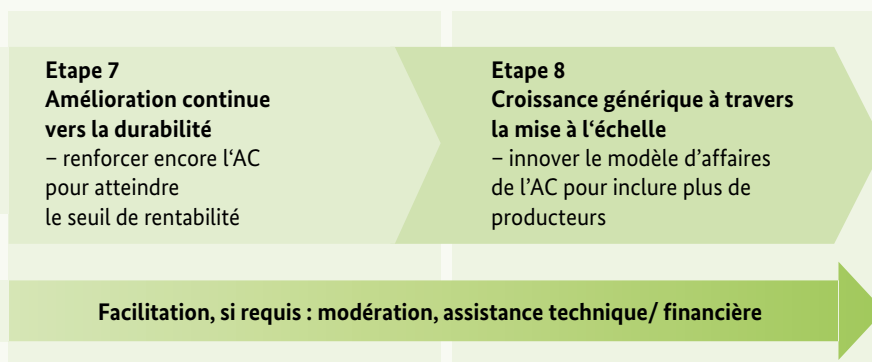 Etape 7
Amélioration continue
vers la durabilité
– renforcer encore l‘AC
pour atteindre
le seuil de rentabilité
Etape 8
Croissance générique à travers
la mise à l‘échelle
– innover le modèle d’affaires
de l’AC pour inclure plus de
producteurs
Facilitation, si requis : modération, assistance technique/ financière